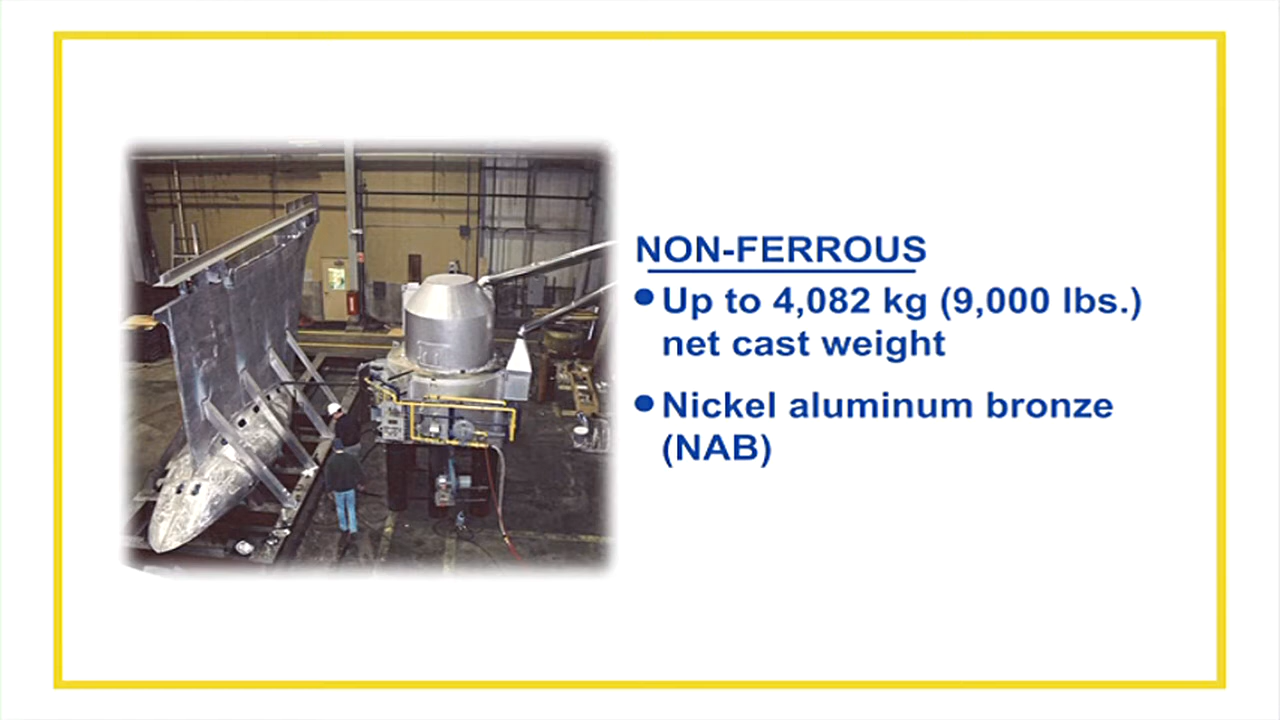 NON-FERROUS
• Up to 4,082 kg (9,000 lbs.)
net cast weight
• Nickel aluminum bronze
(NAB)